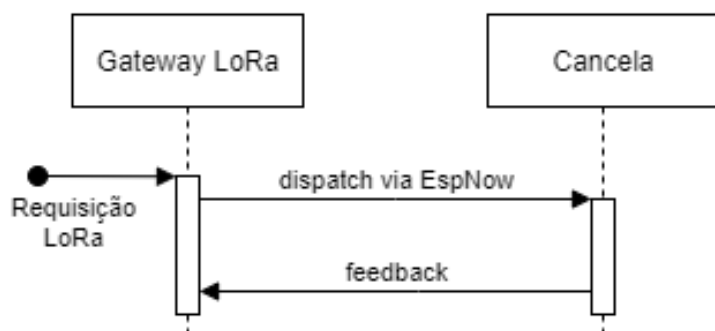 Gateway LoRa
Cancela
dispatch via EspNow
Requisição
LoRa
feedback